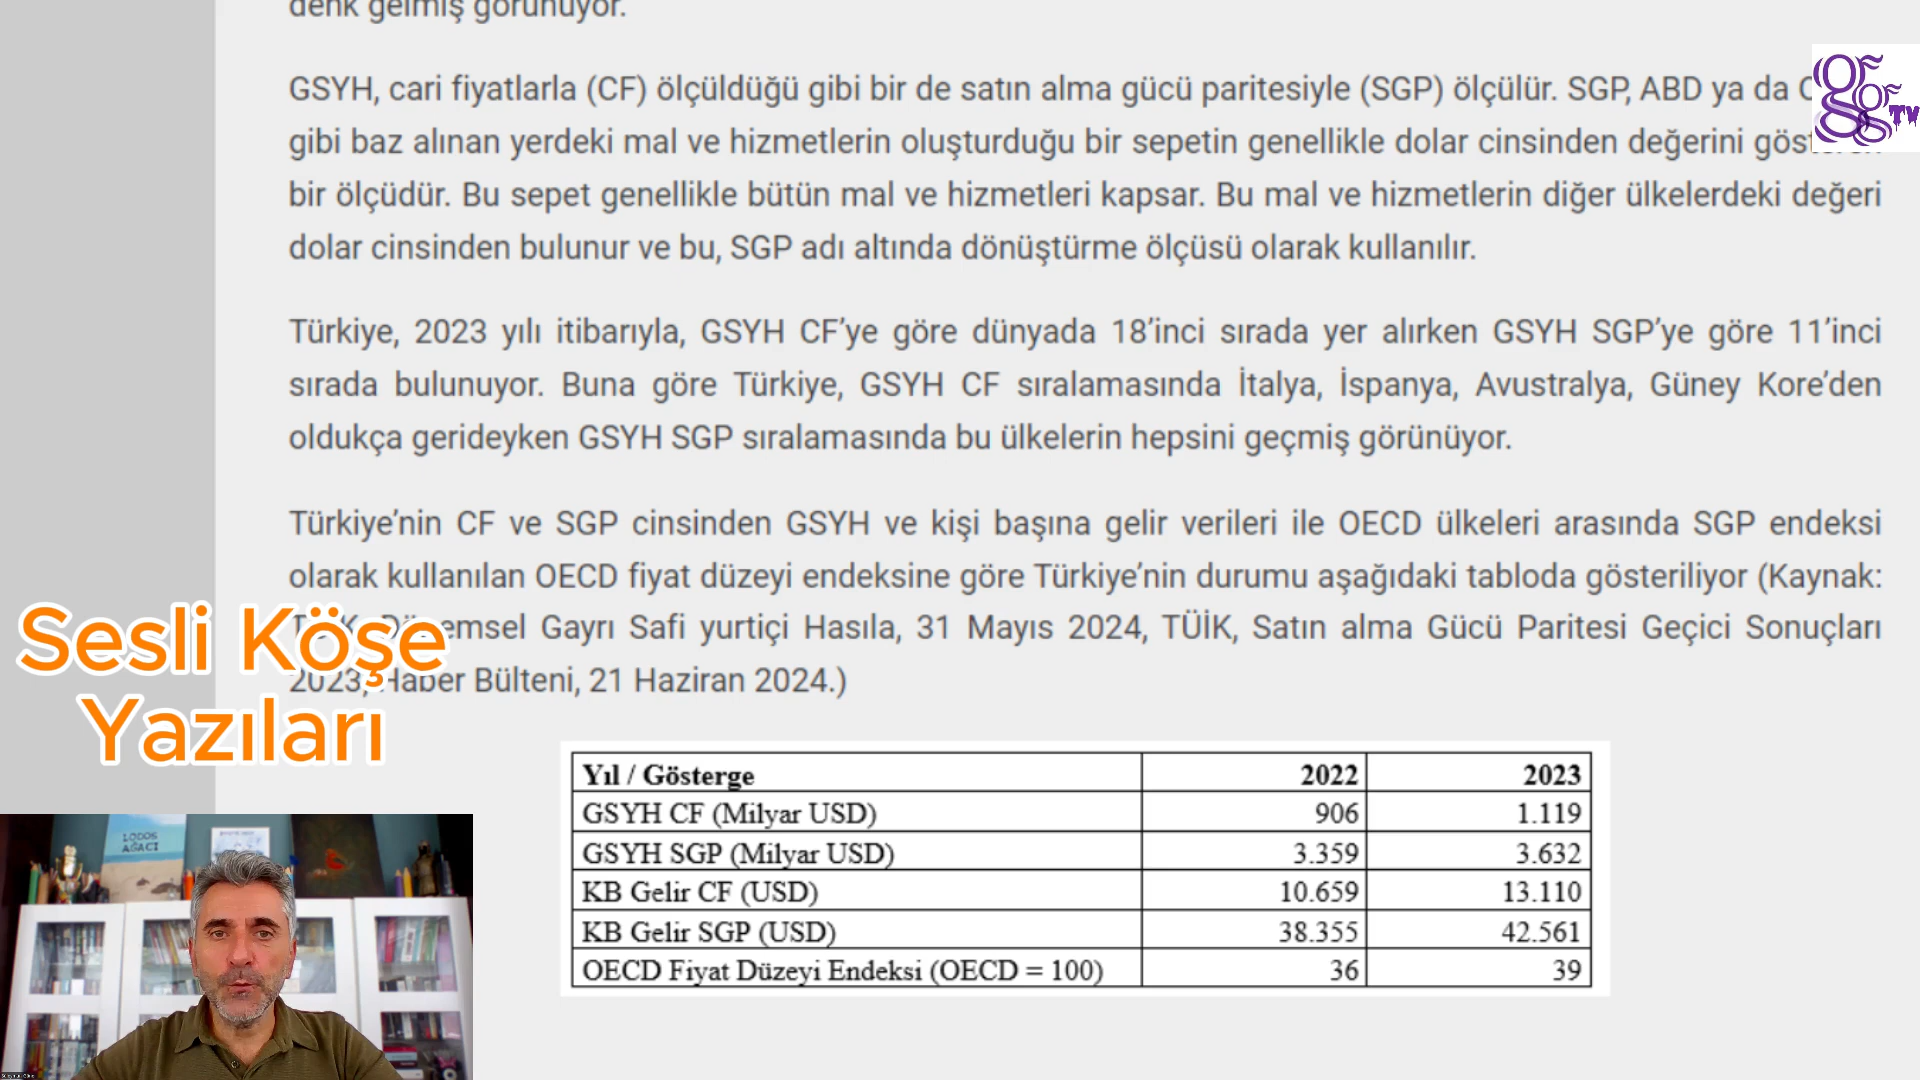 denk gelmiş görünüyor.
GSYH, cari fiyatlarla (CF) ölçüldüğü gibi bir de satın alma gücü paritesiyle (SGP) ölçülür. SGP, ABD ya da
gibi baz alınan yerdeki mal ve hizmetlerin oluşturduğu bir sepetin genellikle dolar cinsinden değerini
bir ölçüdür. Bu sepet genellikle bütün mal ve hizmetleri kapsar. Bu mal ve hizmetlerin diğer ülkelerdeki değeri
dolar cinsinden bulunur ve bu, SGP adı altında dönüştürme ölçüsü olarak kullanılır.
Türkiye, 2023 yılı itibarıyla, GSYH CF’ye göre dünyada 18’inci sırada yer alırken GSYH SGP’ye göre 11’inci
sırada bulunuyor. Buna göre Türkiye, GSYH CF sıralamasında İtalya, İspanya, Avustralya, Güney Kore’den
oldukça gerideyken GSYH SGP sıralamasında bu ülkelerin hepsini geçmiş görünüyor.
Türkiye’nin CF ve SGP cinsinden GSYH ve kişi başına gelir verileri ile OECD ülkeleri arasında SGP endeksi
olarak kullanılan OECD fiyat düzeyi endeksine göre Türkiye’nin durumu aşağıdaki tabloda gösteriliyor (Kaynak:
Gayrı Safi yurtiçi Hasıla, 31 Mayıs 2024, TÜİK, Satın alma Gücü Paritesi Geçici Sonuçları
2023, Haber Bülteni, 21 Haziran 2024.)
Sesli Köşe
Yazıları
Yıl / Gösterge 2022 2023
GSYH CF (Milyar USD) 906 1.119
GSYH SGP (Milyar USD) 3.359 3.632
KB Gelir CF (USD) 10.659 13.110
KB Gelir SGP (USD) 38.355 42.561
OECD Fiyat Düzeyi Endeksi (OECD = 100) 36 39
LODOS
AĞACI
TV